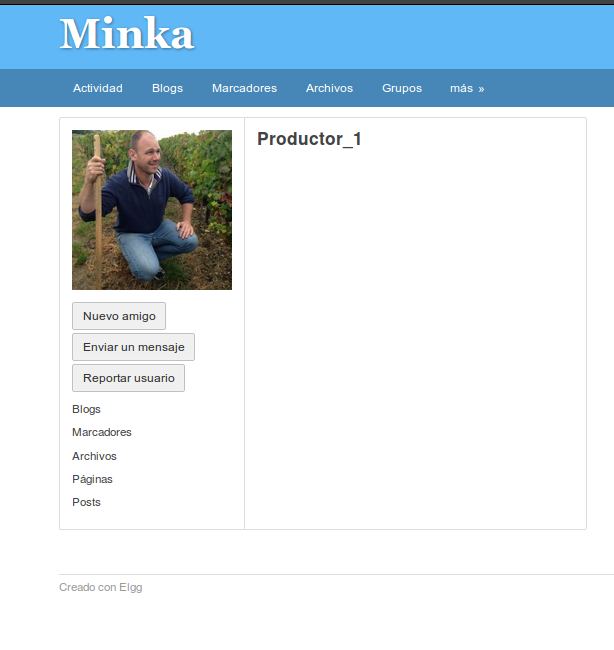 Minka
Actividad Blogs Marcadores Archivos Grupos más »
Productor_1
Nuevo amigo
Enviar un mensaje
Reportar usuario
Blogs
Marcadores
Archivos
Páginas
Posts
Creado con Elgg